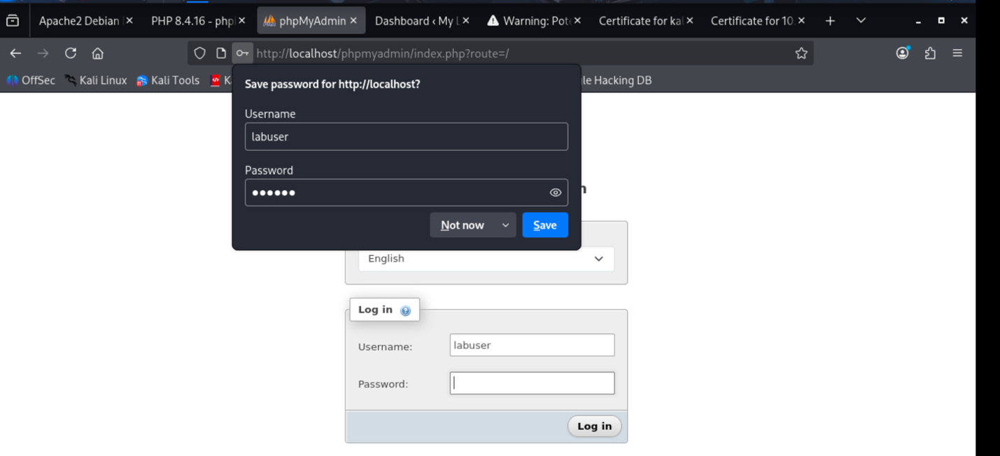 Apache2 Debian PHP 8.4.16 - php phpMyAdmin Dashboard ‹ My L Warning: Pote Certificate for kal Certificate for 10.
http://localhost/phpmyadmin/index.php?route=/
OffSec Kali Linux Kali Tools K le Hacking DB
Save password for http://localhost?
Username
labuser
Password
••••••
Not now Save
n
English
Log in
Username: labuser
Password:
Log in